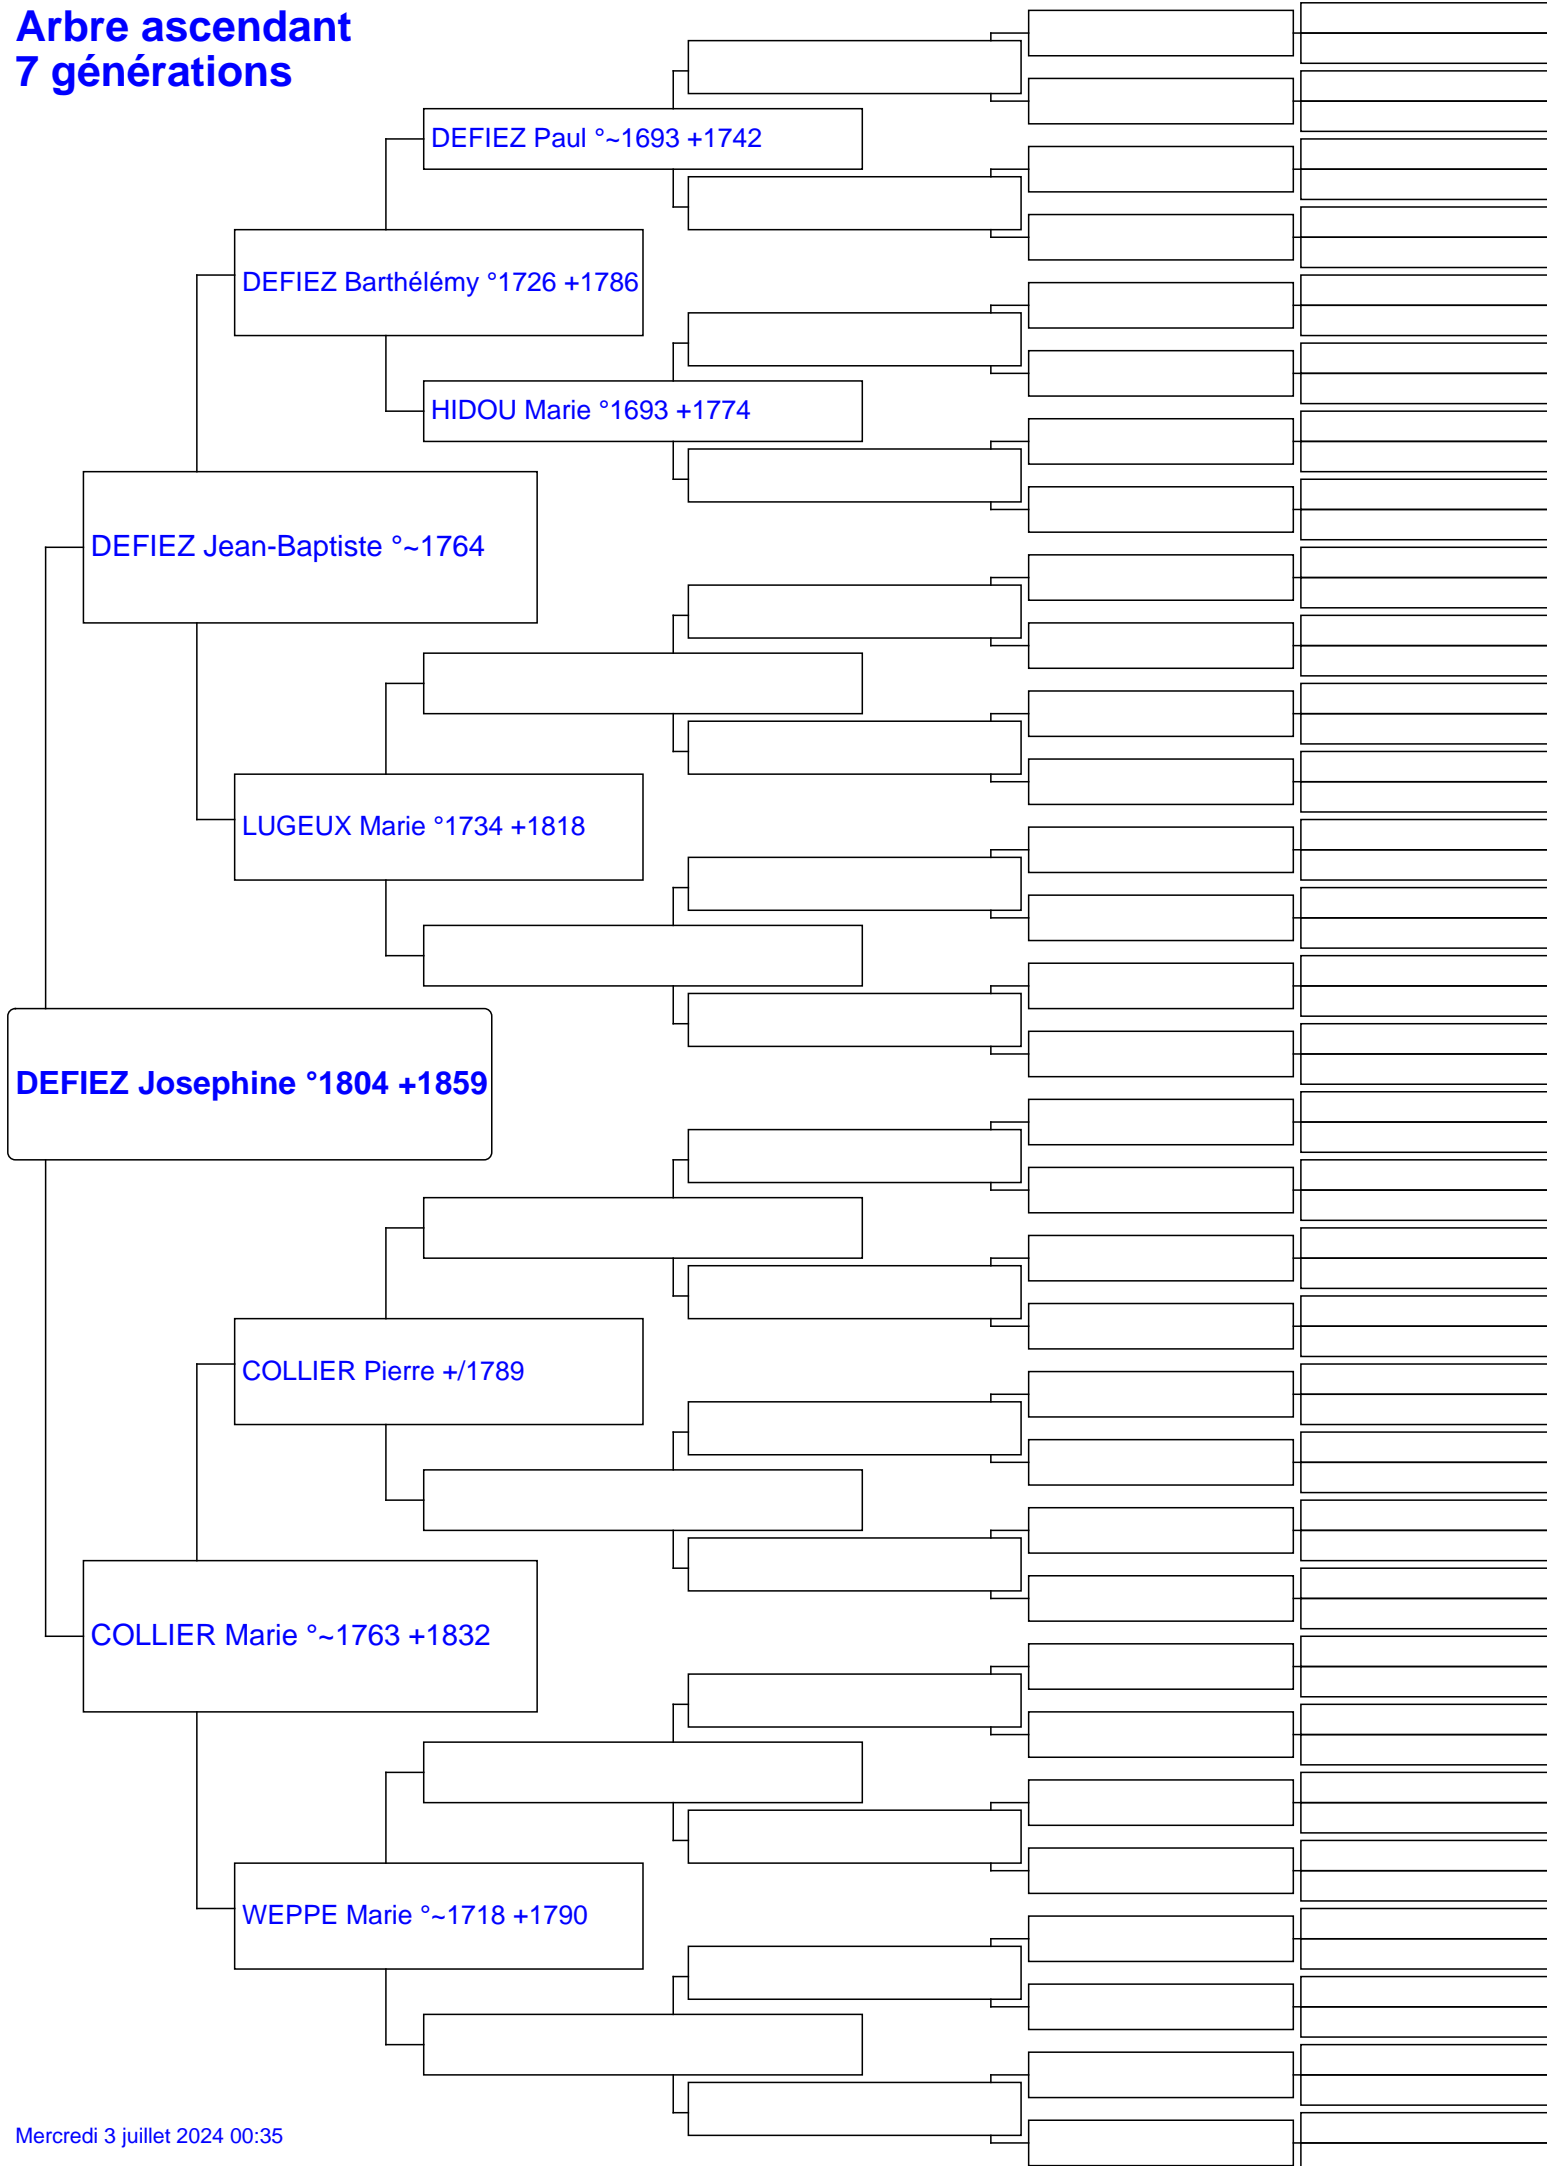 Arbre ascendant
7 générations
DEFIEZ Paul °~1693 +1742
DEFIEZ Barthélémy °1726 +1786
HIDOU Marie °1693 +1774
DEFIEZ Jean-Baptiste °~1764
LUGEUX Marie °1734 +1818
DEFIEZ Josephine °1804 +1859
COLLIER Pierre +/1789
COLLIER Marie °~1763 +1832
WEPPE Marie °~1718 +1790
Mercredi 3 juillet 2024 00:35